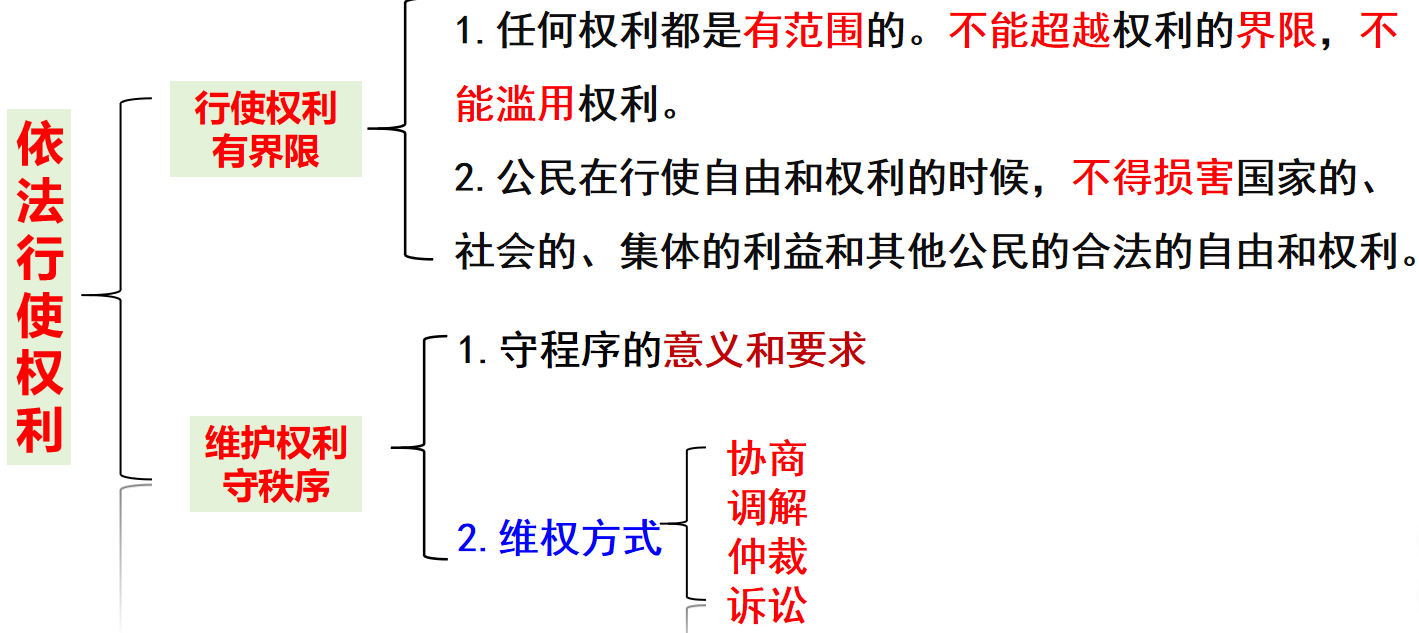 依法行使权利
行使权利
有界限
1.任何权利都是有范围的。不能超越权利的界限，不
能滥用权利。
2.公民在行使自由和权利的时候，不得损害国家的、
社会的、集体的利益和其他公民的合法的自由和权利。
维护权利
守秩序
1.守程序的意义和要求
2.维权方式
协商
调解
仲裁
诉讼